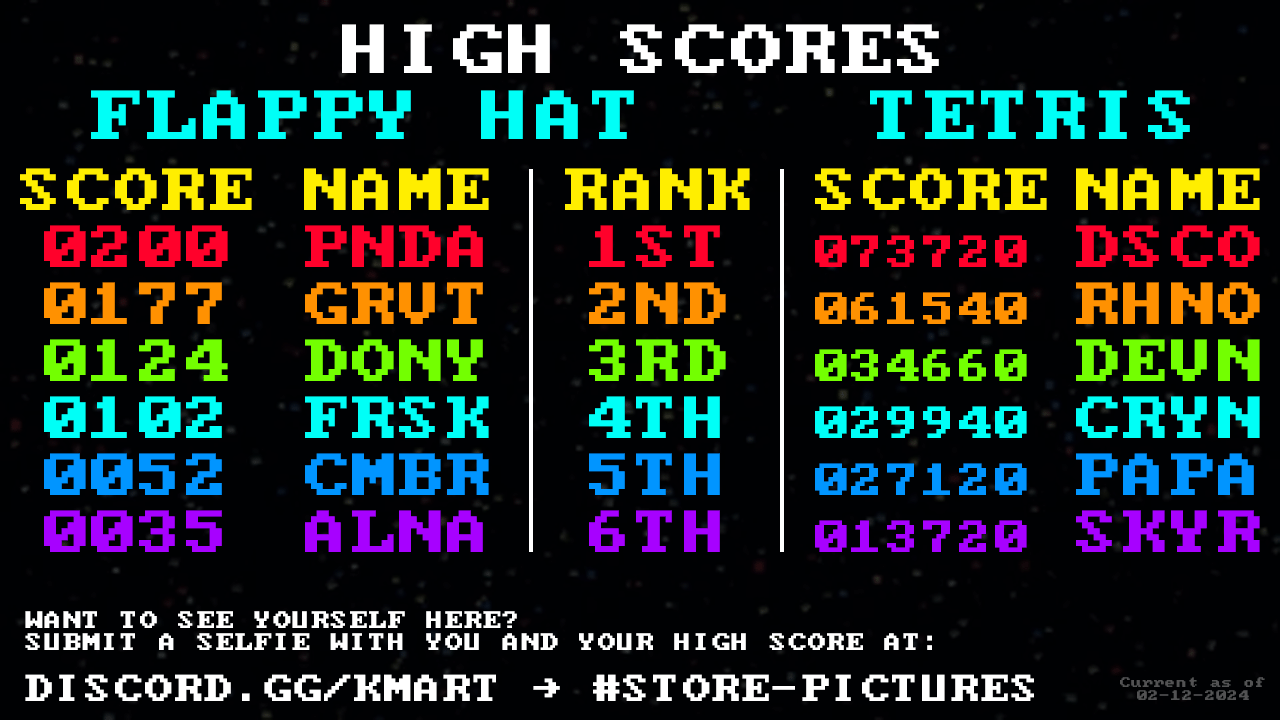 HIGH SCORES
FLAPPY HAT TETRIS
SCORE NAME RANK SCORE NAME
0200 PNDA 1ST 073720 DSCO
0177 GRVT 2ND 061540 RHNO
0124 DONY 3RD 034660 DEVN
0102 FRSK 4TH 029940 CRYN
0052 CMBR 5TH 027120 PAPA
0035 ALNA 6TH 013720 SKYR
WANT TO SEE YOURSELF HERE?
SUBMIT A SELFIE WITH YOU AND YOUR HIGH SCORE AT:
DISCORD.GG/KMART → #STORE-PICTURES
Current as of
02-12-2024